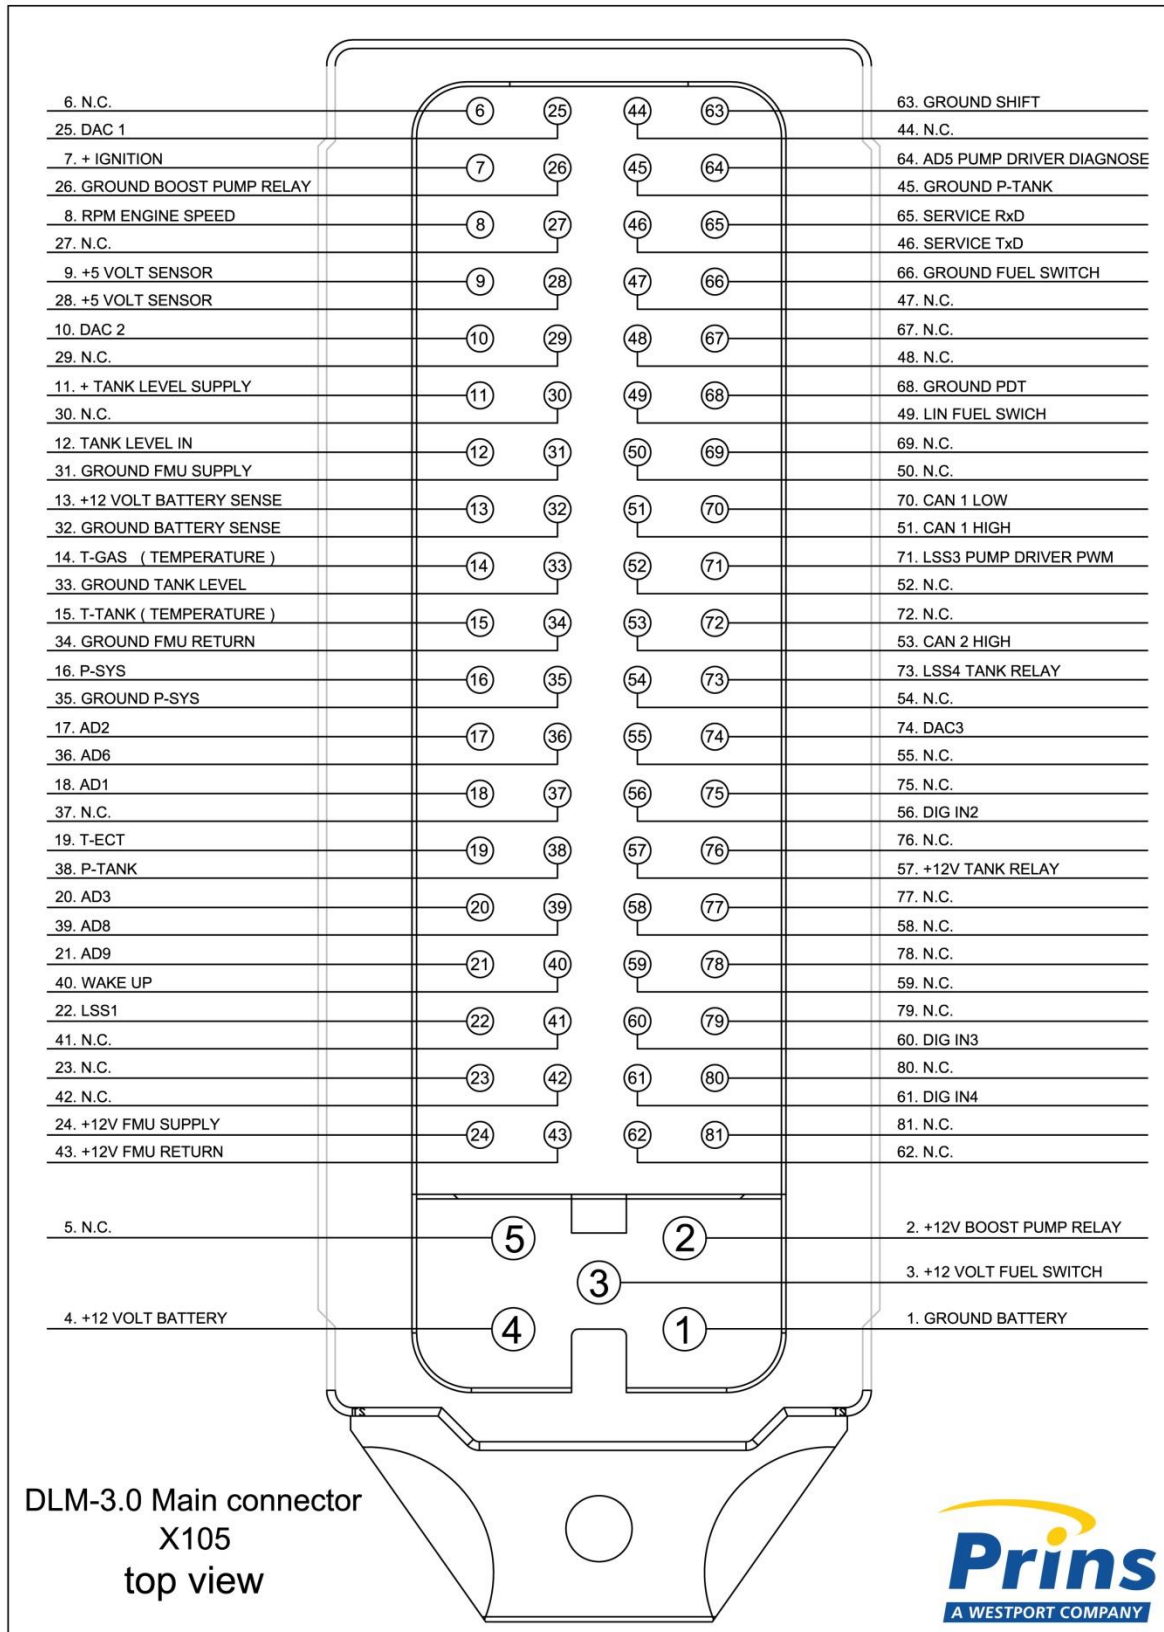 6. N.C.
25. DAC 1
7. + IGNITION
26. GROUND BOOST PUMP RELAY
8. RPM ENGINE SPEED
27. N.C.
9. +5 VOLT SENSOR
28. +5 VOLT SENSOR
10. DAC 2
29. N.C.
11. + TANK LEVEL SUPPLY
30. N.C.
12. TANK LEVEL IN
31. GROUND FMU SUPPLY
13. +12 VOLT BATTERY SENSE
32. GROUND BATTERY SENSE
14. T-GAS ( TEMPERATURE )
33. GROUND TANK LEVEL
15. T-TANK ( TEMPERATURE )
34. GROUND FMU RETURN
16. P-SYS
35. GROUND P-SYS
17. AD2
36. AD6
18. AD1
37. N.C.
19. T-ECT
38. P-TANK
20. AD3
39. AD8
21. AD9
40. WAKE UP
22. LSS1
41. N.C.
23. N.C.
42. N.C.
24. +12V FMU SUPPLY
43. +12V FMU RETURN
5. N.C.
4. +12 VOLT BATTERY
6 25 44 63
7 26 45 64
8 27 46 65
9 28 47 66
10 29 48 67
11 30 49 68
12 31 50 69
13 32 51 70
14 33 52 71
15 34 53 72
16 35 54 73
17 36 55 74
18 37 56 75
19 38 57 76
20 39 58 77
21 40 59 78
22 41 60 79
23 42 61 80
24 43 62 81
5 2
3
4 1
63. GROUND SHIFT
44. N.C.
64. AD5 PUMP DRIVER DIAGNOSE
45. GROUND P-TANK
65. SERVICE RxD
46. SERVICE TxD
66. GROUND FUEL SWITCH
47. N.C.
67. N.C.
48. N.C.
68. GROUND PDT
49. LIN FUEL SWICH
69. N.C.
50. N.C.
70. CAN 1 LOW
51. CAN 1 HIGH
71. LSS3 PUMP DRIVER PWM
52. N.C.
72. N.C.
53. CAN 2 HIGH
73. LSS4 TANK RELAY
54. N.C.
74. DAC3
55. N.C.
75. N.C.
56. DIG IN2
76. N.C.
57. +12V TANK RELAY
77. N.C.
58. N.C.
78. N.C.
59. N.C.
79. N.C.
60. DIG IN3
80. N.C.
61. DIG IN4
81. N.C.
62. N.C.
2. +12V BOOST PUMP RELAY
3. +12 VOLT FUEL SWITCH
1. GROUND BATTERY
DLM-3.0 Main connector
X105
top view
Prins
A WESTPORT COMPANY